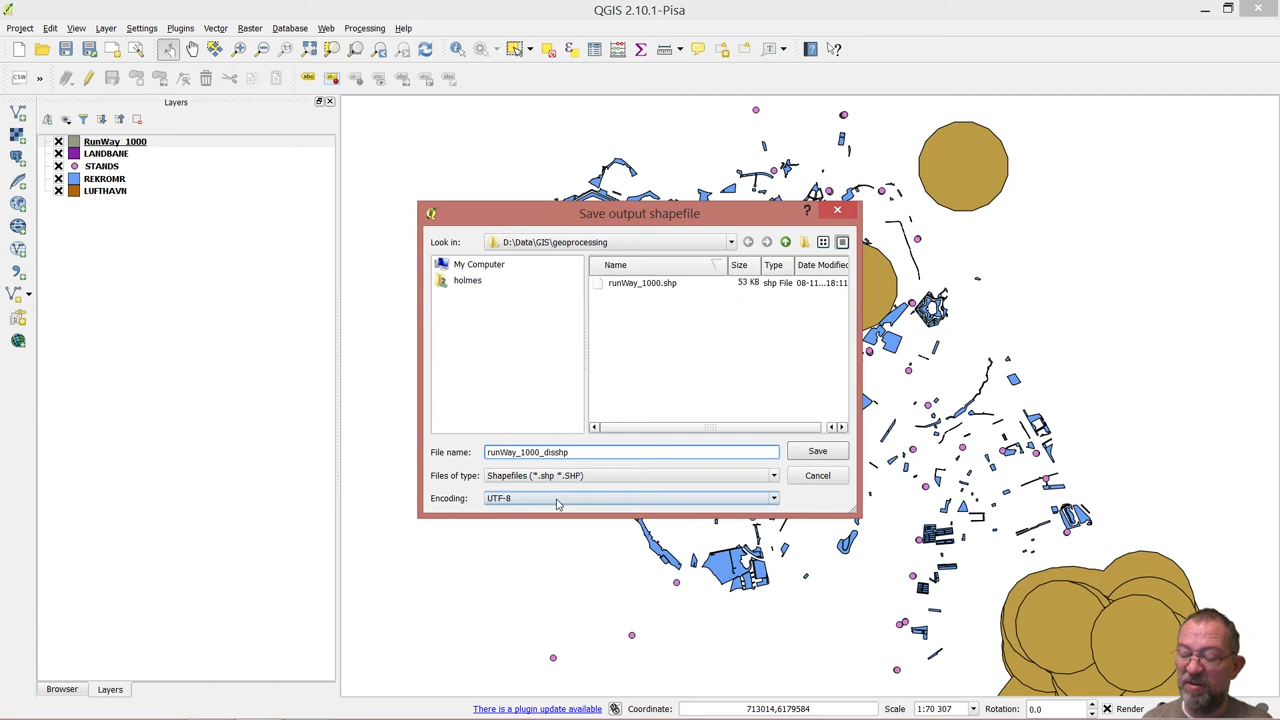 QGIS 2.10.1-Pisa
Project Edit View Layer Settings Plugins Vector Raster Database Web Processing Help
CSW » abc abc
Layers
RunWay_1000
LANDBANE
STANDS
REKROMR
LUFTHAVN
Save output shapefile
?
Look in: D:\Data\GIS\geoprocessing
My Computer
holmes
Name Size Type Date Modified
runWay_1000.shp 53 KB shp File 08-11...18:11
File name: runWay_1000_disshp Save
Files of type: Shapefiles (*.shp *.SHP) Cancel
Encoding: UTF-8
Browser Layers
There is a plugin update available Coordinate: 713014,6179584 Scale 1:70 307 Rotation: 0.0 Render